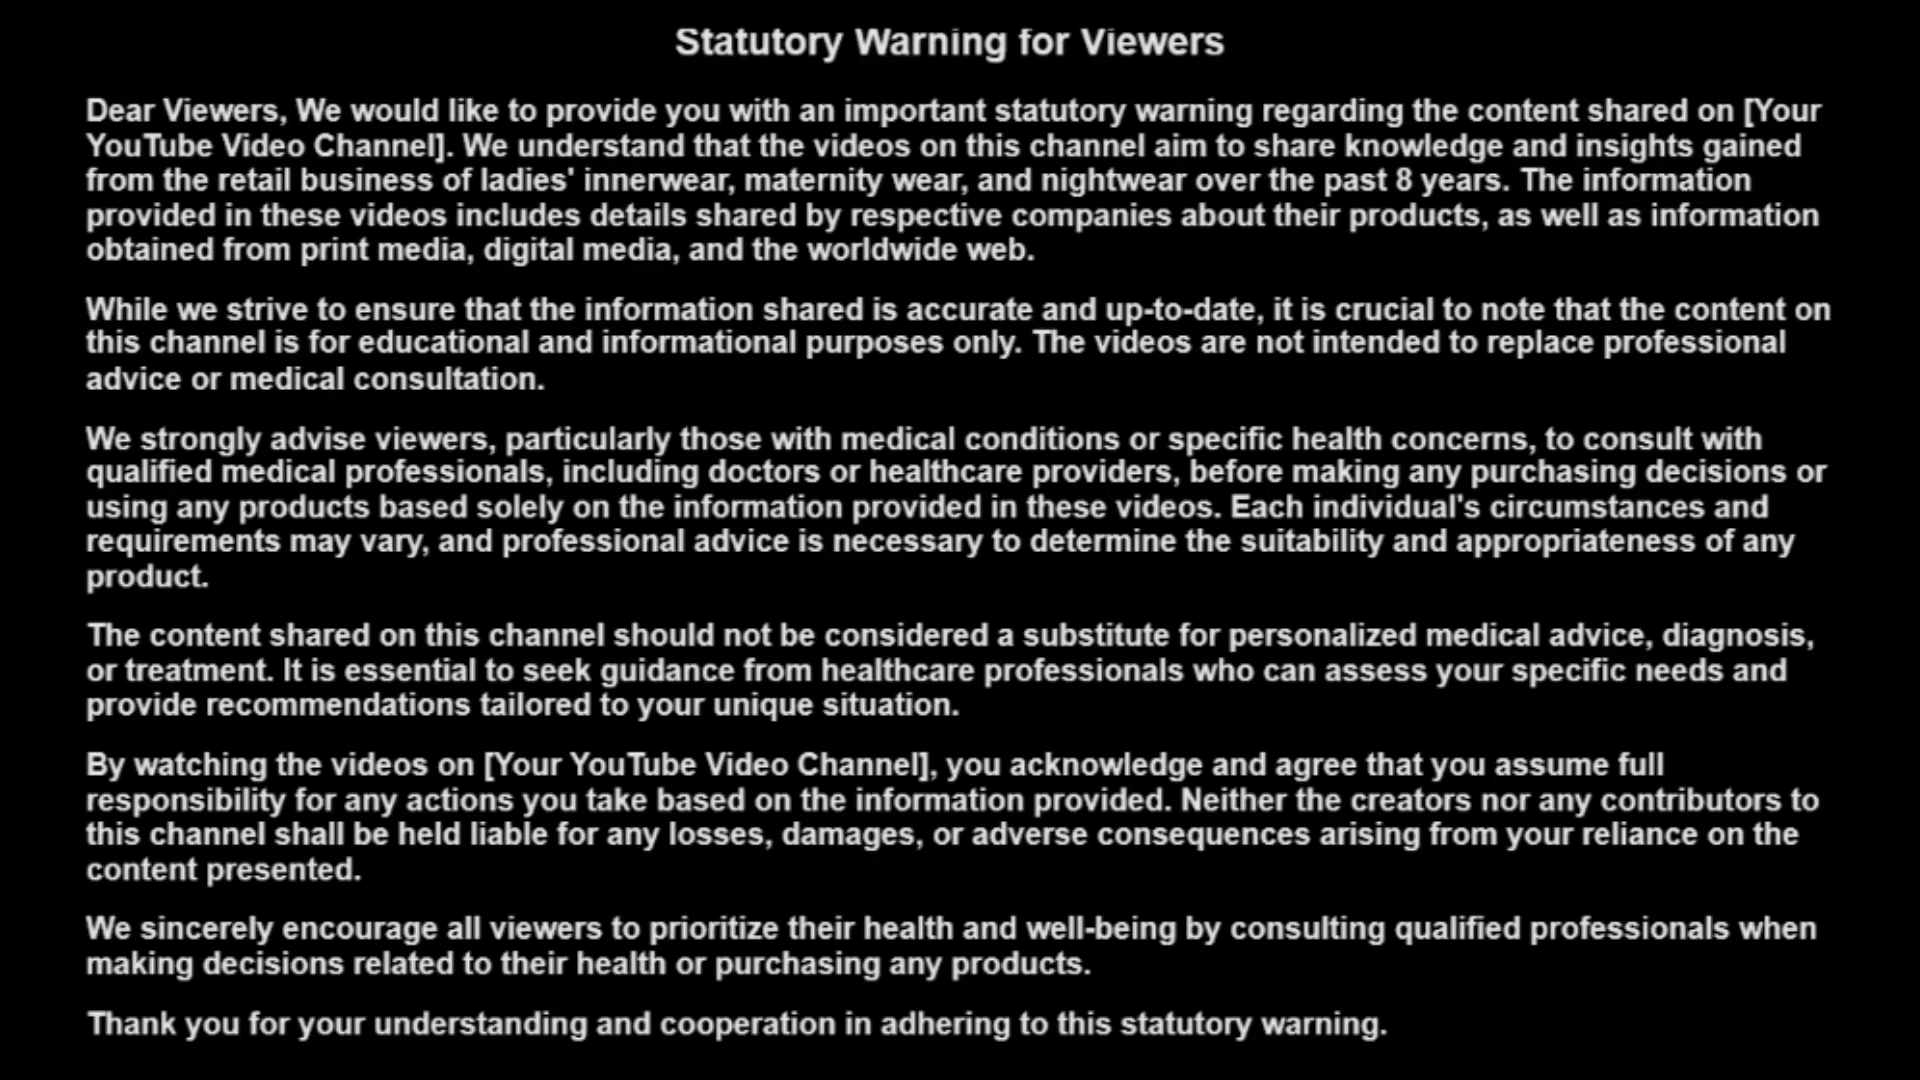 Statutory Warning for Viewers
Dear Viewers, We would like to provide you with an important statutory warning regarding the content shared on [Your
YouTube Video Channel]. We understand that the videos on this channel aim to share knowledge and insights gained
from the retail business of ladies' innerwear, maternity wear, and nightwear over the past 8 years. The information
provided in these videos includes details shared by respective companies about their products, as well as information
obtained from print media, digital media, and the worldwide web.
While we strive to ensure that the information shared is accurate and up-to-date, it is crucial to note that the content on
this channel is for educational and informational purposes only. The videos are not intended to replace professional
advice or medical consultation.
We strongly advise viewers, particularly those with medical conditions or specific health concerns, to consult with
qualified medical professionals, including doctors or healthcare providers, before making any purchasing decisions or
using any products based solely on the information provided in these videos. Each individual's circumstances and
requirements may vary, and professional advice is necessary to determine the suitability and appropriateness of any
product.
The content shared on this channel should not be considered a substitute for personalized medical advice, diagnosis,
or treatment. It is essential to seek guidance from healthcare professionals who can assess your specific needs and
provide recommendations tailored to your unique situation.
By watching the videos on [Your YouTube Video Channel], you acknowledge and agree that you assume full
responsibility for any actions you take based on the information provided. Neither the creators nor any contributors to
this channel shall be held liable for any losses, damages, or adverse consequences arising from your reliance on the
content presented.
We sincerely encourage all viewers to prioritize their health and well-being by consulting qualified professionals when
making decisions related to their health or purchasing any products.
Thank you for your understanding and cooperation in adhering to this statutory warning.